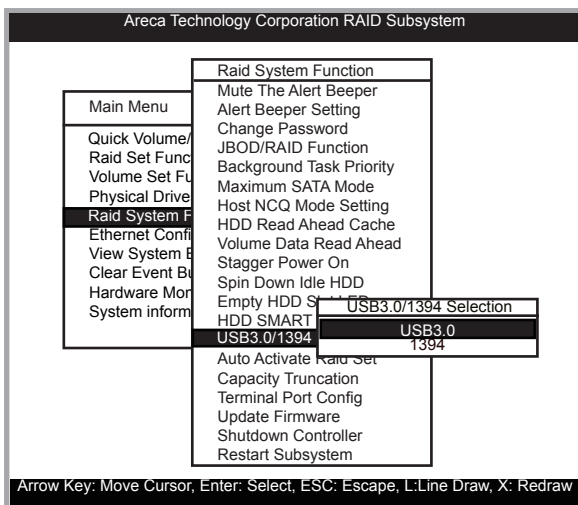 Areca Technology Corporation RAID Subsystem
Main Menu
Quick Volume/
Raid Set Func
Volume Set Fu
Physical Drive
Raid System F
Ethernet Confi
View System E
Clear Event Bu
Hardware Mon
System inform
Raid System Function
Mute The Alert Beeper
Alert Beeper Setting
Change Password
JBOD/RAID Function
Background Task Priority
Maximum SATA Mode
Host NCQ Mode Setting
HDD Read Ahead Cache
Volume Data Read Ahead
Stagger Power On
Spin Down Idle HDD
Empty HDD
HDD SMART
USB3.0/1394
Auto Activate Raid Set
Capacity Truncation
Terminal Port Config
Update Firmware
Shutdown Controller
Restart Subsystem
USB3.0/1394 Selection
USB3.0
1394
Arrow Key: Move Cursor, Enter: Select, ESC: Escape, L:Line Draw, X: Redraw